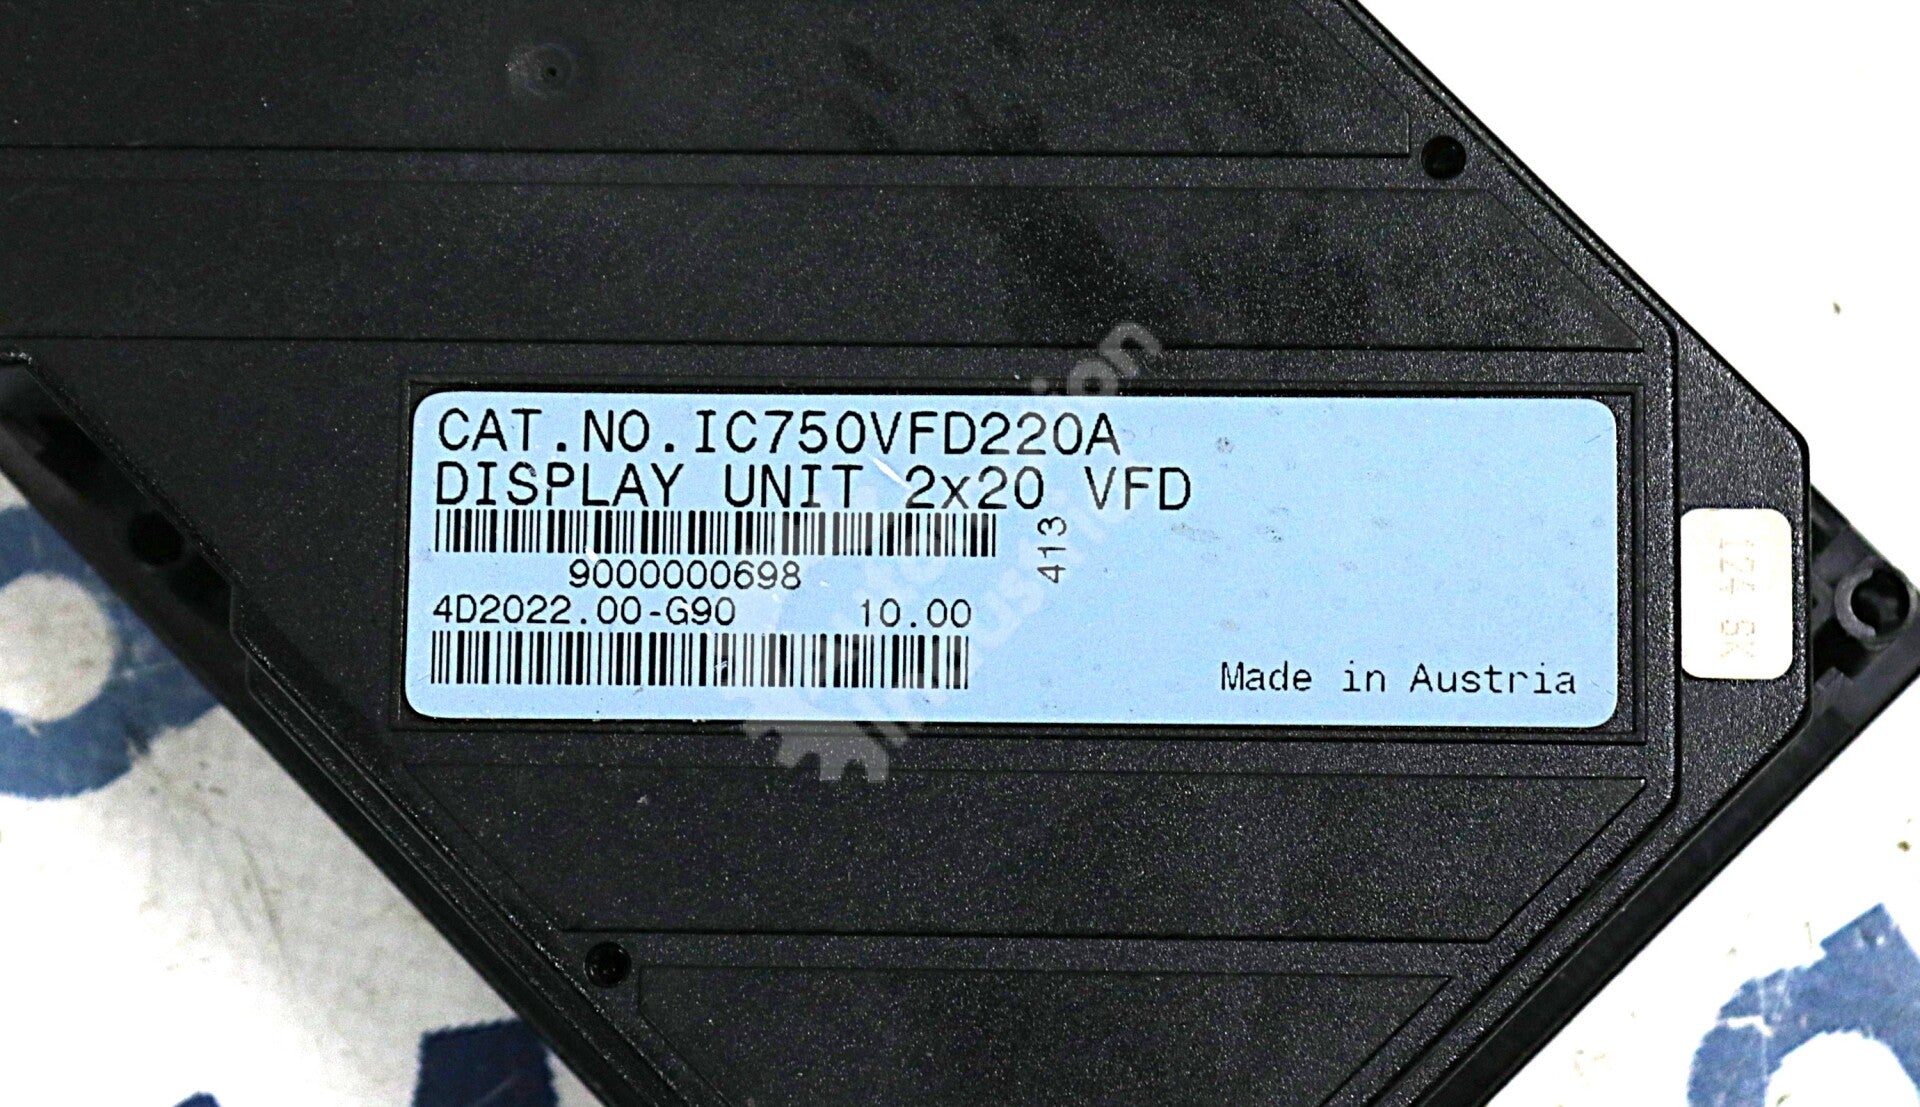 CAT.NO.IC750VFD220A
DISPLAY UNIT 2x20 VFD
413
9000000698
4D2022.00-G90 10.00
Made in Austria